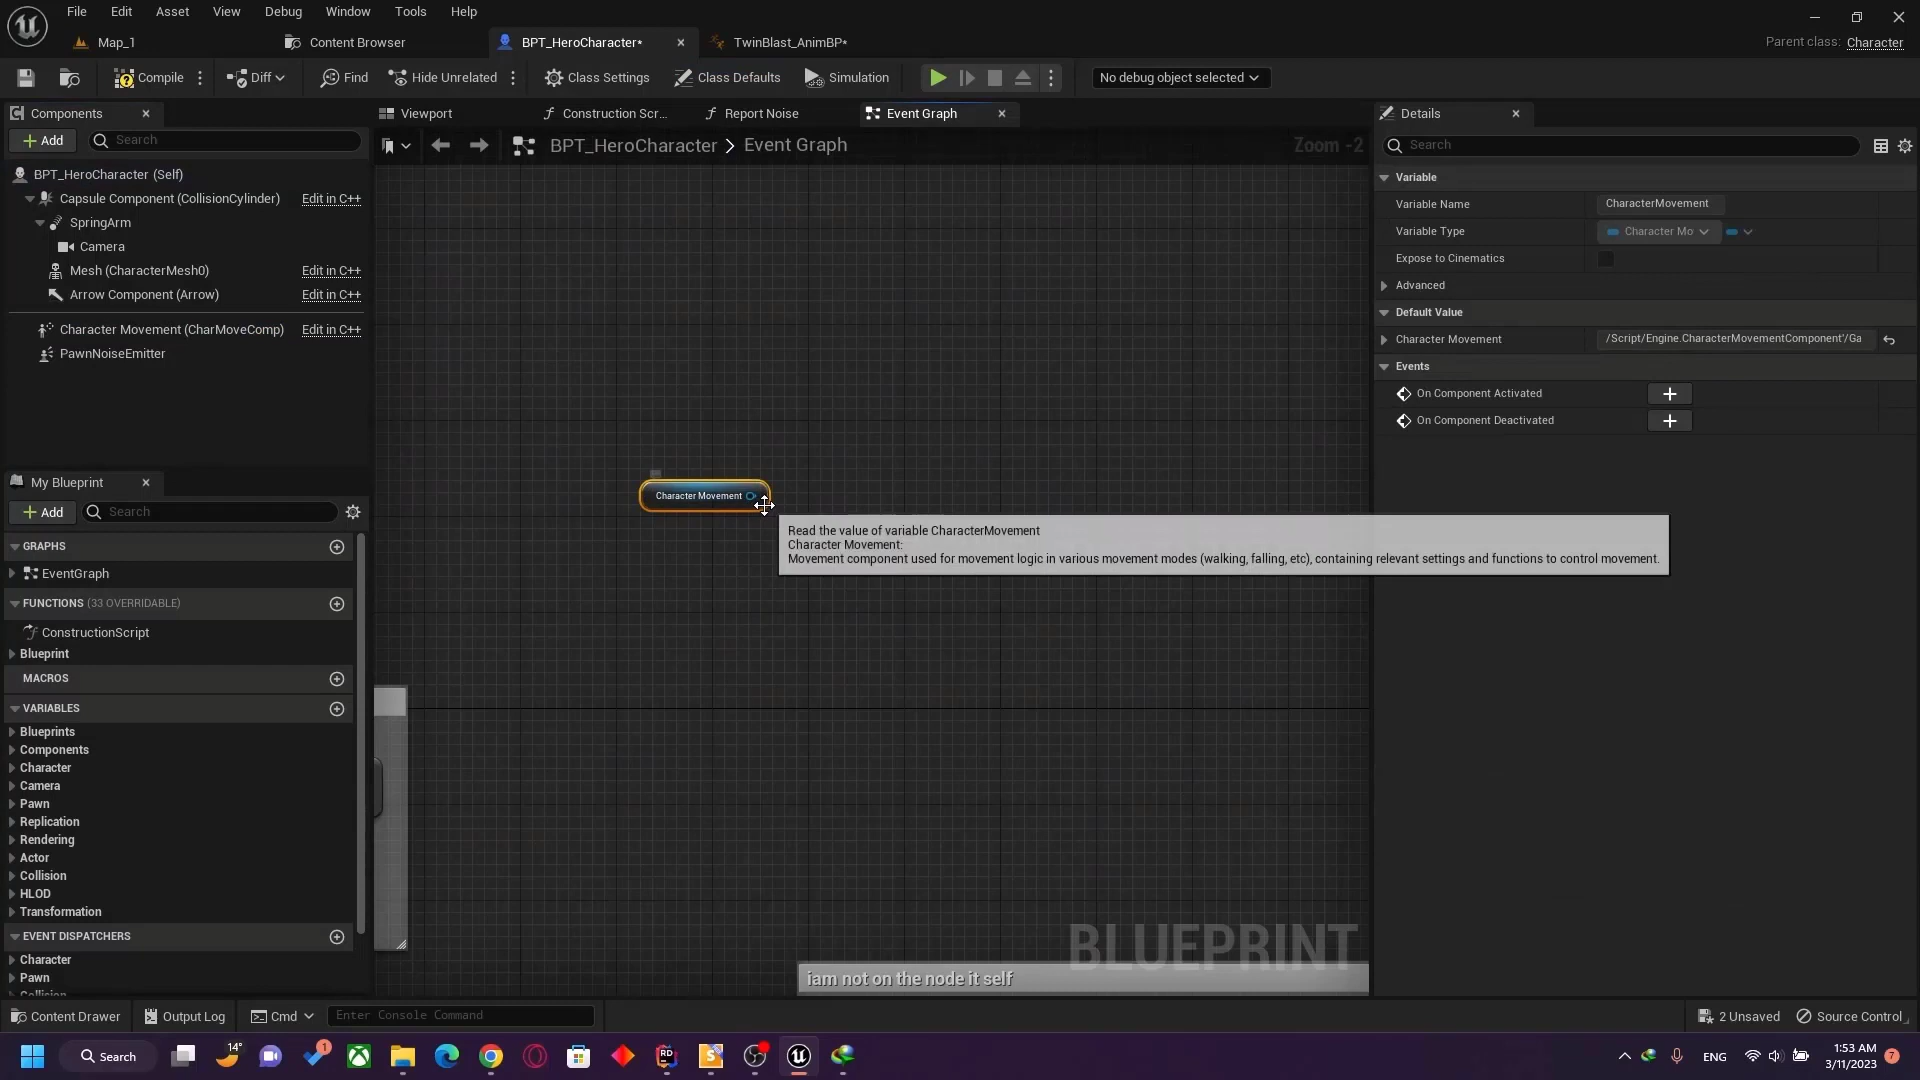 File Edit Asset View Debug Window Tools Help
Map_1 Content Browser BPT_HeroCharacter* TwinBlast_AnimBP* Parent class: Character
Compile Diff Find Hide Unrelated Class Settings Class Defaults Simulation No debug object selected
Components Viewport Construction Scr... Report Noise Event Graph Details
Add Search BPT_HeroCharacter > Event Graph Zoom -2 Search
BPT_HeroCharacter (Self)
Capsule Component (CollisionCylinder) Edit in C++
SpringArm
Camera
Mesh (CharacterMesh0) Edit in C++
Arrow Component (Arrow) Edit in C++
Character Movement (CharMoveComp) Edit in C++
PawnNoiseEmitter
Variable
Variable Name CharacterMovement
Variable Type Character Mo
Expose to Cinematics
Advanced
Default Value
Character Movement /Script/Engine.CharacterMovementComponent'/Ga
Events
On Component Activated
On Component Deactivated
Character Movement
Read the value of variable CharacterMovement
Character Movement:
Movement component used for movement logic in various movement modes (walking, falling, etc), containing relevant settings and functions to control movement.
My Blueprint
Add Search
GRAPHS
EventGraph
FUNCTIONS (33 OVERRIDABLE)
ConstructionScript
Blueprint
MACROS
VARIABLES
Blueprints
Components
Character
Camera
Pawn
Replication
Rendering
Actor
Collision
HLOD
Transformation
EVENT DISPATCHERS
Character
Pawn
Collision
BLUEPRINT
iam not on the node it self
Content Drawer Output Log Cmd Enter Console Command 2 Unsaved Source Control
Search 14° 1 RD S ENG 1:53 AM
3/11/2023 7